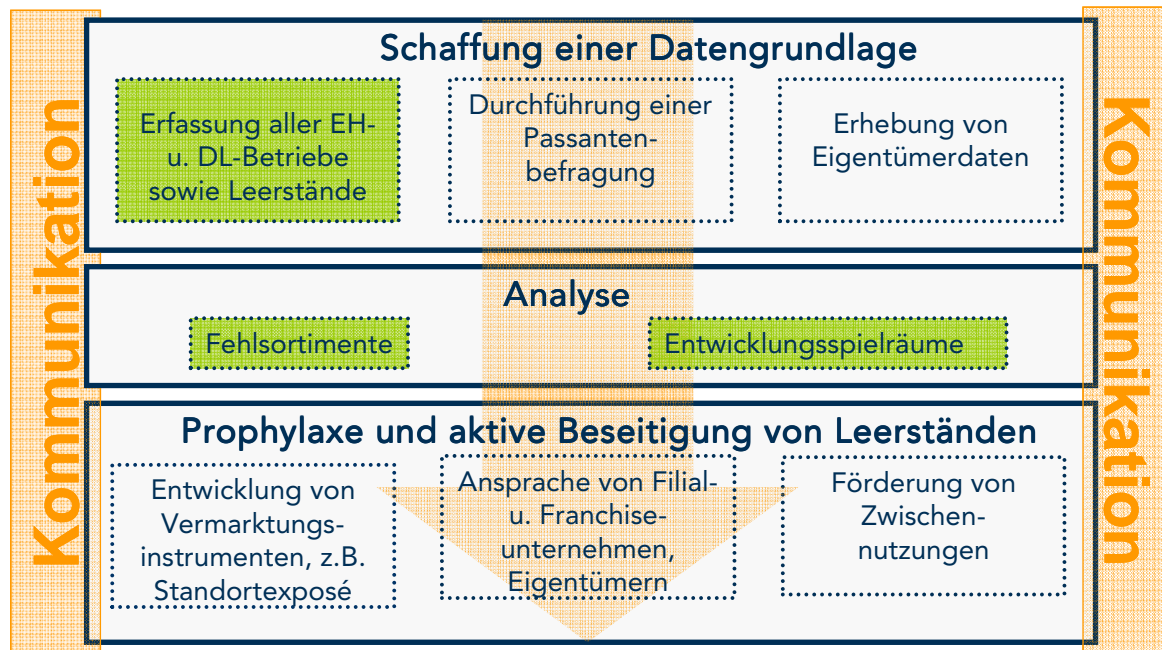 Kommunikation
Schaffung einer Datengrundlage
Erfassung aller EH-
u. DL-Betriebe
sowie Leerstände
Durchführung einer
Passanten-
befragung
Erhebung von
Eigentümerdaten
Analyse
Fehlsortimente
Entwicklungsspielräume
Prophylaxe und aktive Beseitigung von Leerständen
Entwicklung von
Vermarktungs-
instrumenten, z.B.
Standortexposé
Ansprache von Filial-
u. Franchise-
unternehmen,
Eigentümern
Förderung von
Zwischen-
nutzungen
Kommunikation